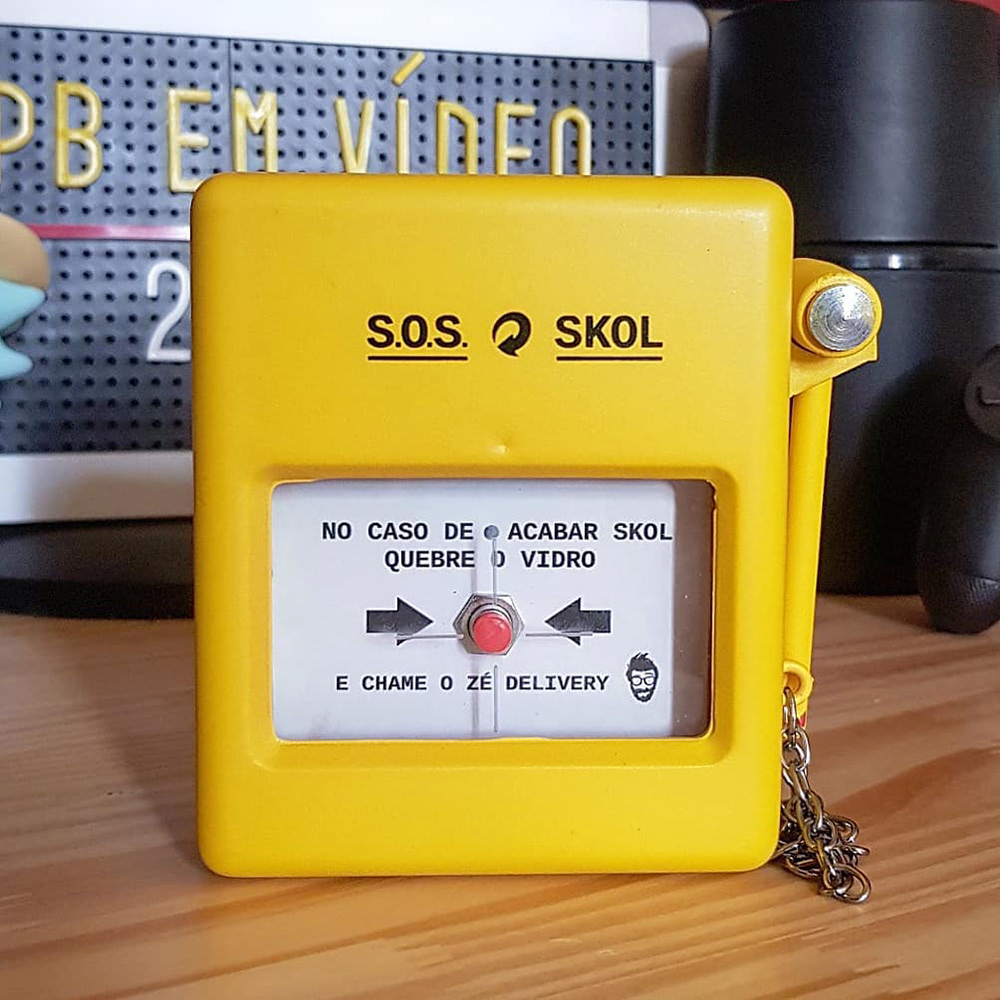 PB EM VÍDEO
2
S.O.S. SKOL
NO CASO DE ACABAR SKOL
QUEBRE O VIDRO
E CHAME O ZÉ DELIVERY